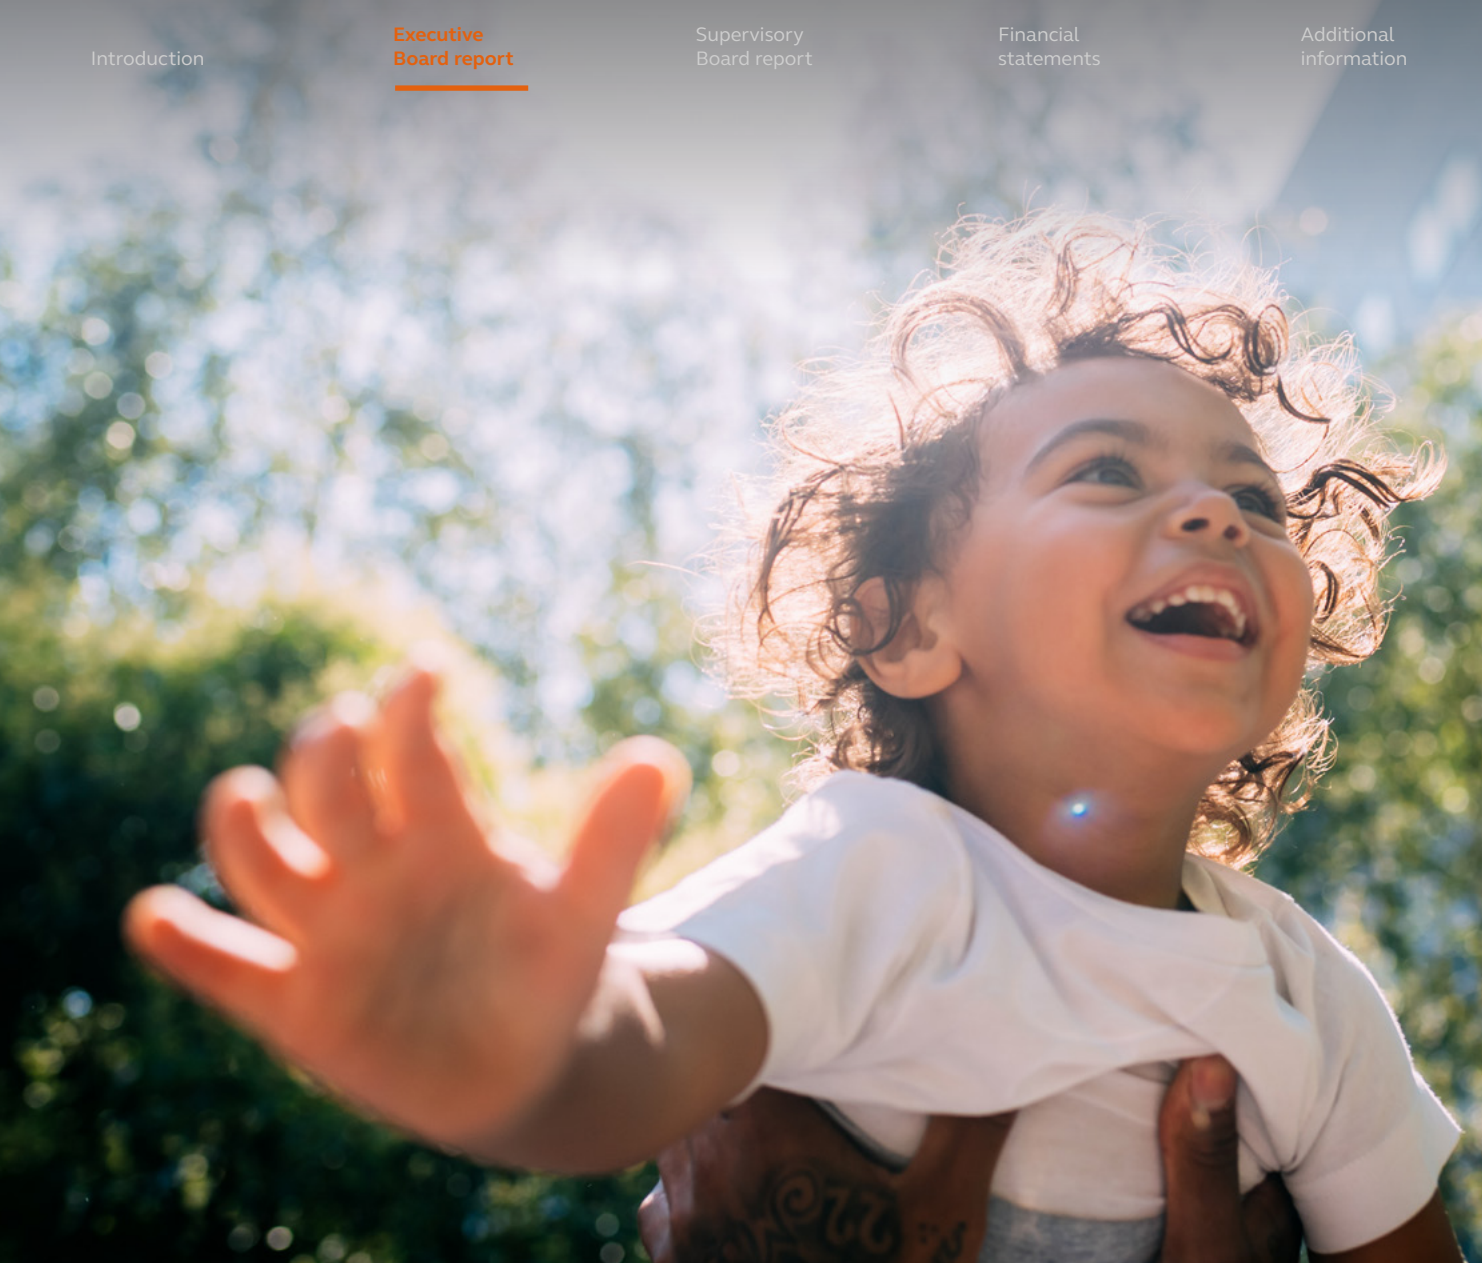 Introduction
Executive
Board report
Supervisory
Board report
Financial
statements
Additional
information